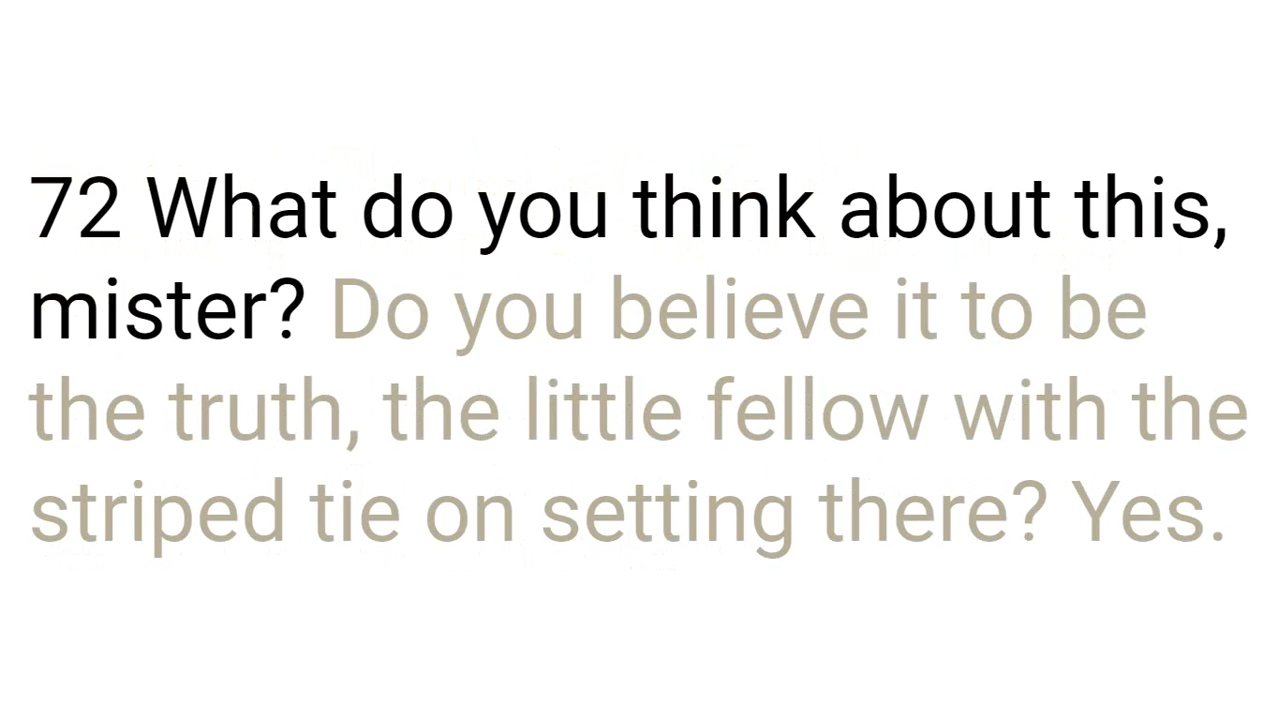 72 What do you think about this,
mister? Do you believe it to be
the truth, the little fellow with the
striped tie on setting there? Yes.